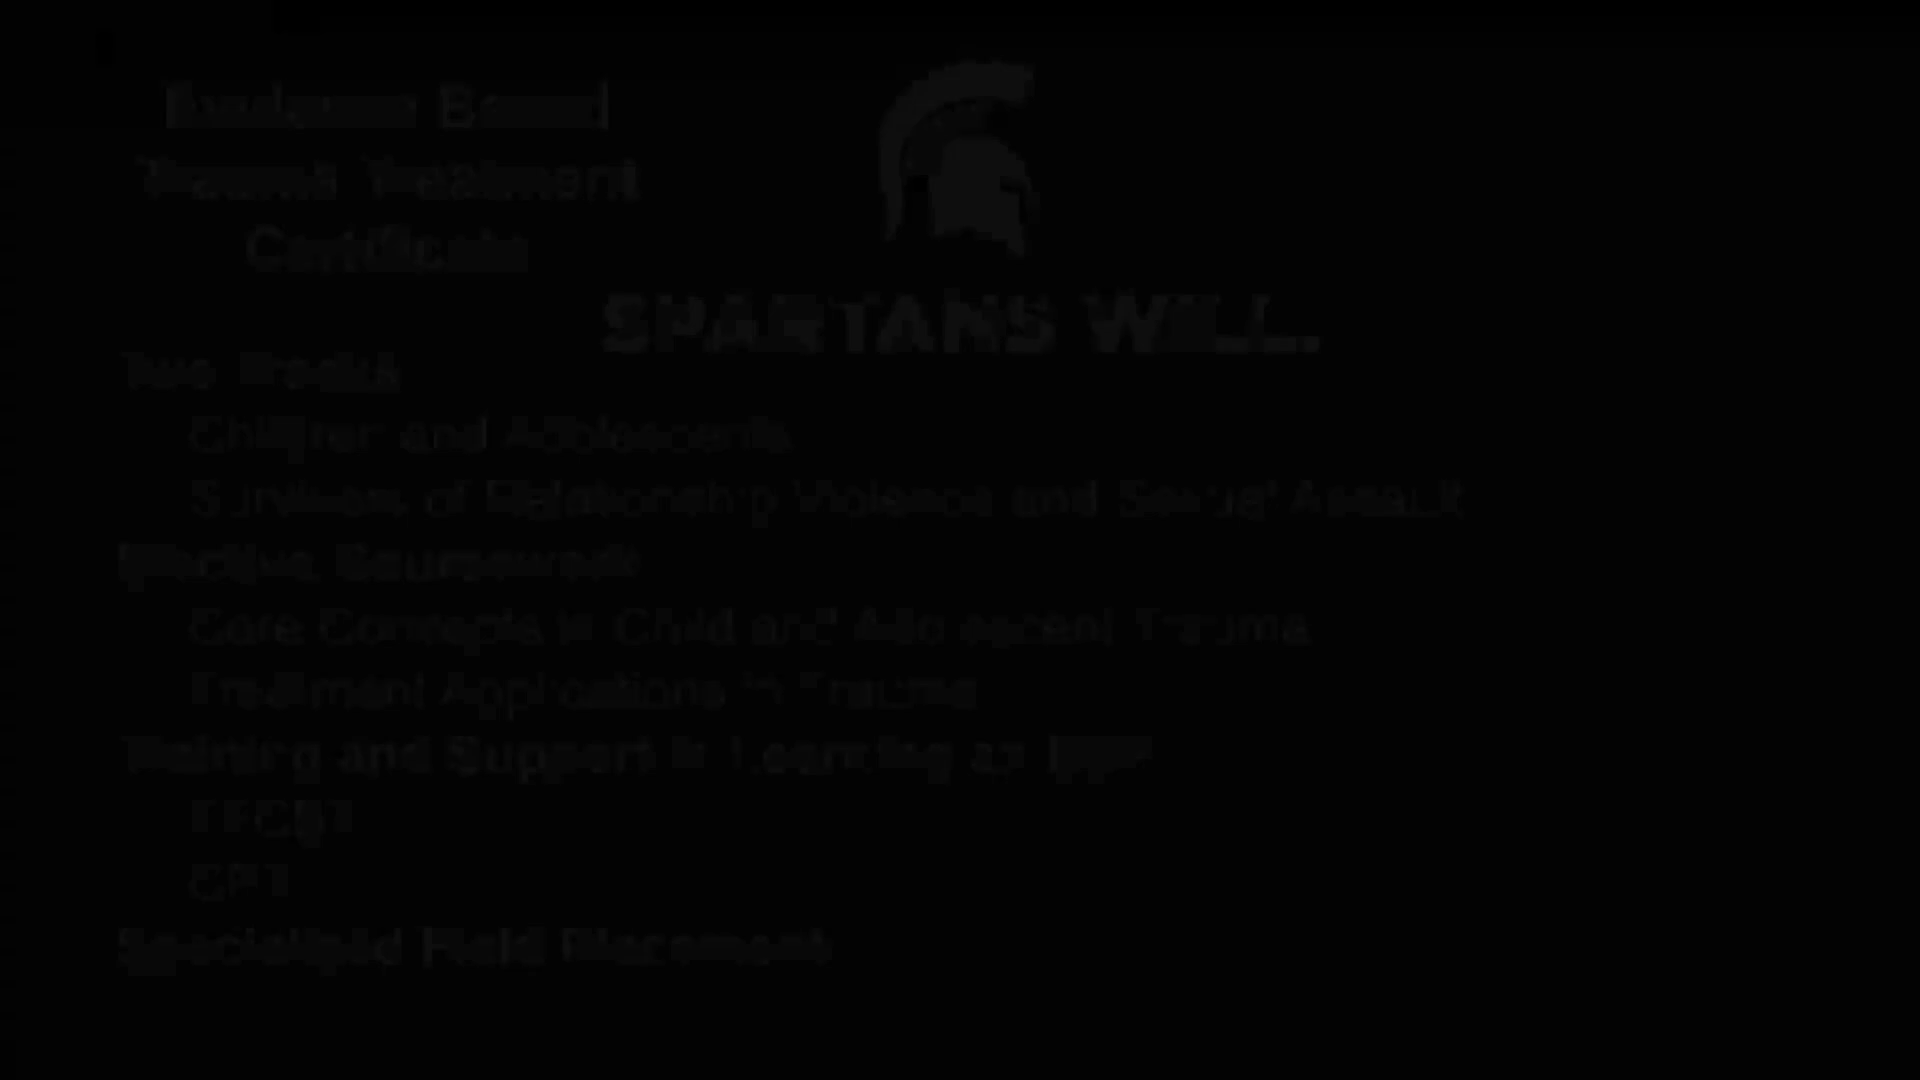 Evidence Based
Trauma Treatment
Certificate
SPARTANS WILL.
Two Tracks
Children and Adolescents
Survivors of Relationship Violence and Sexual Assault
Elective Coursework
Core Concepts in Child and Adolescent Trauma
Treatment Applications in Trauma
Training and Support in Learning an
CPT
Specialized Field Placement